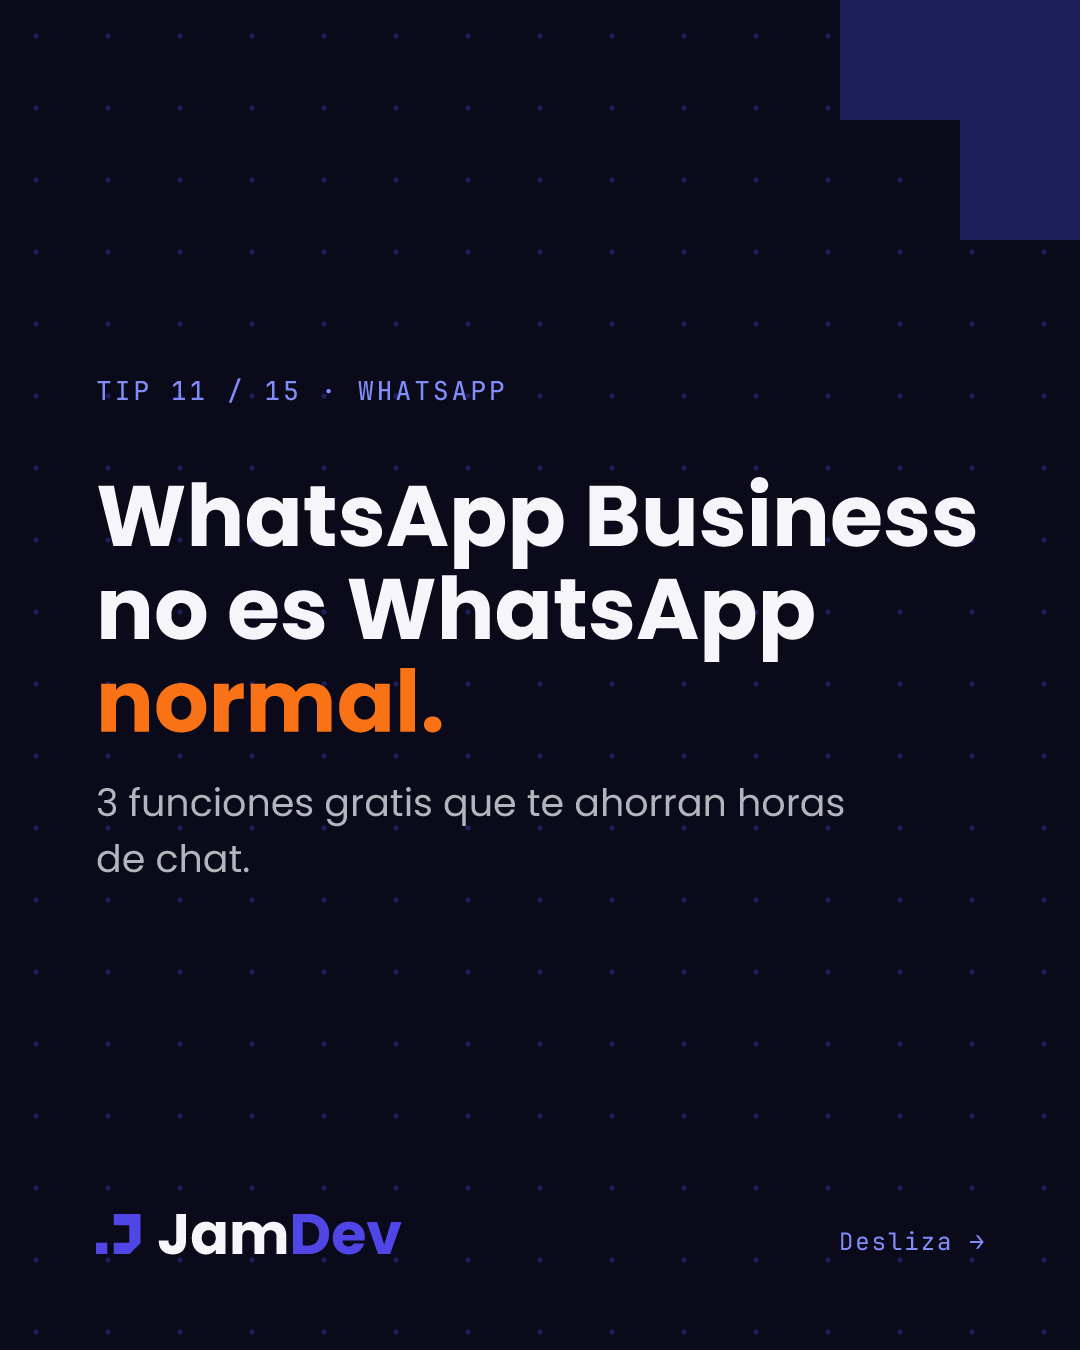 TIP 11 / 15 · WHATSAPP
WhatsApp Business
no es WhatsApp
normal.
3 funciones gratis que te ahorran horas
de chat.
JamDev
Desliza →